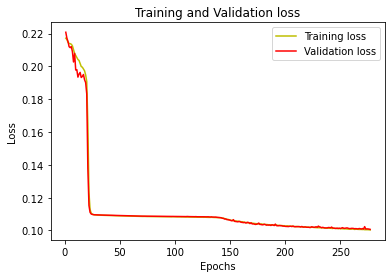 Training and Validation loss
Training loss
Validation loss
Loss
0.22
0.20
0.18
0.16
0.14
0.12
0.10
0
50
100
150
200
250
Epochs